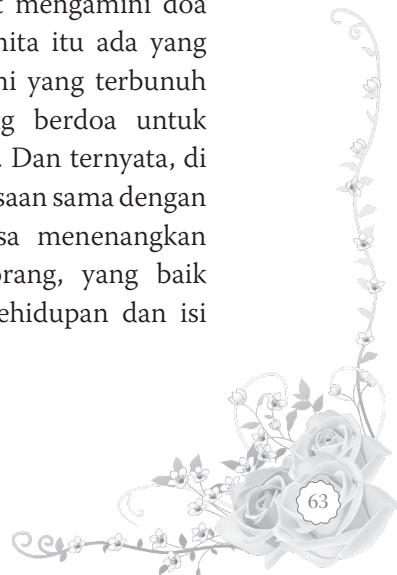 mengamini doa
nita itu ada yang
ni yang terbunuh
g berdoa untuk
. Dan ternyata, di
saan sama dengan
sa menenangkan
orang, yang baik
ehidupan dan isi
63